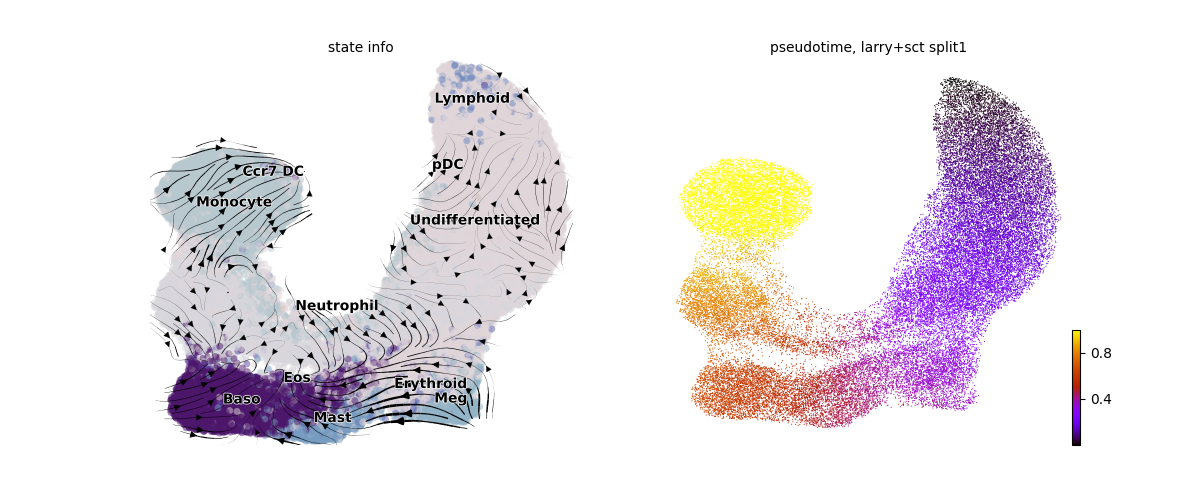 state info
pseudotime, larry+sct split1
Lymphoid
pDC
Ccr7 DC
Monocyte
Undifferentiated
Neutrophil
Eos
Erythroid
Baso
Meg
Mast
0.8
0.4